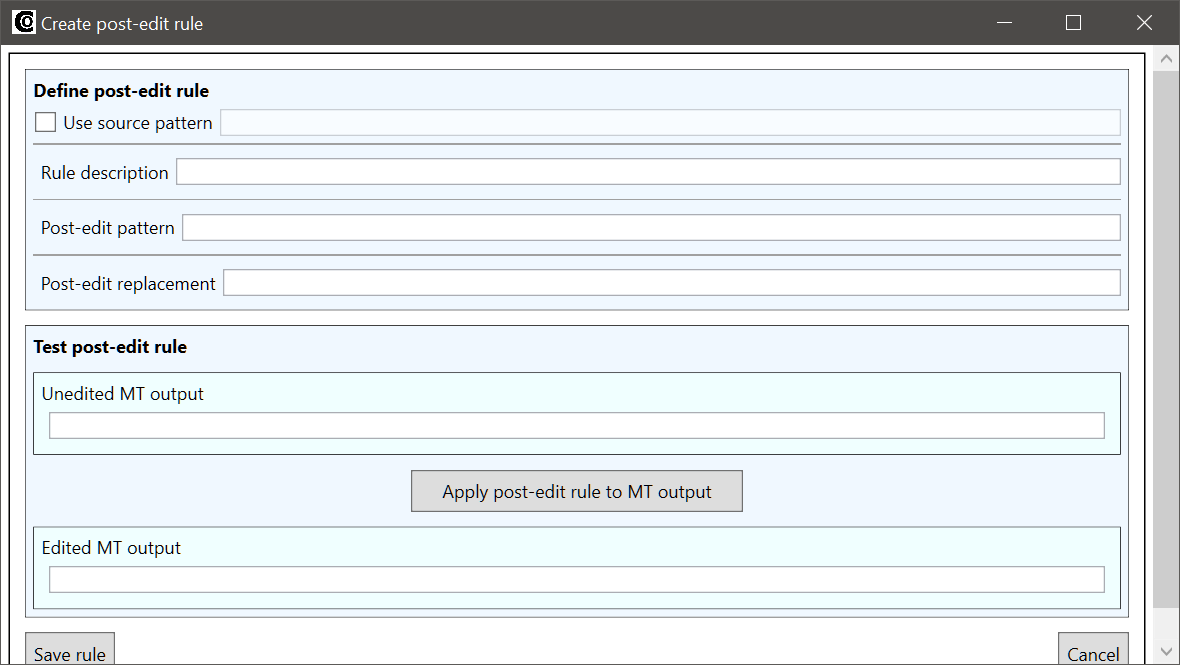 Create post-edit rule
Define post-edit rule
Use source pattern
Rule description
Post-edit pattern
Post-edit replacement
Test post-edit rule
Unedited MT output
Apply post-edit rule to MT output
Edited MT output
Save rule
Cancel